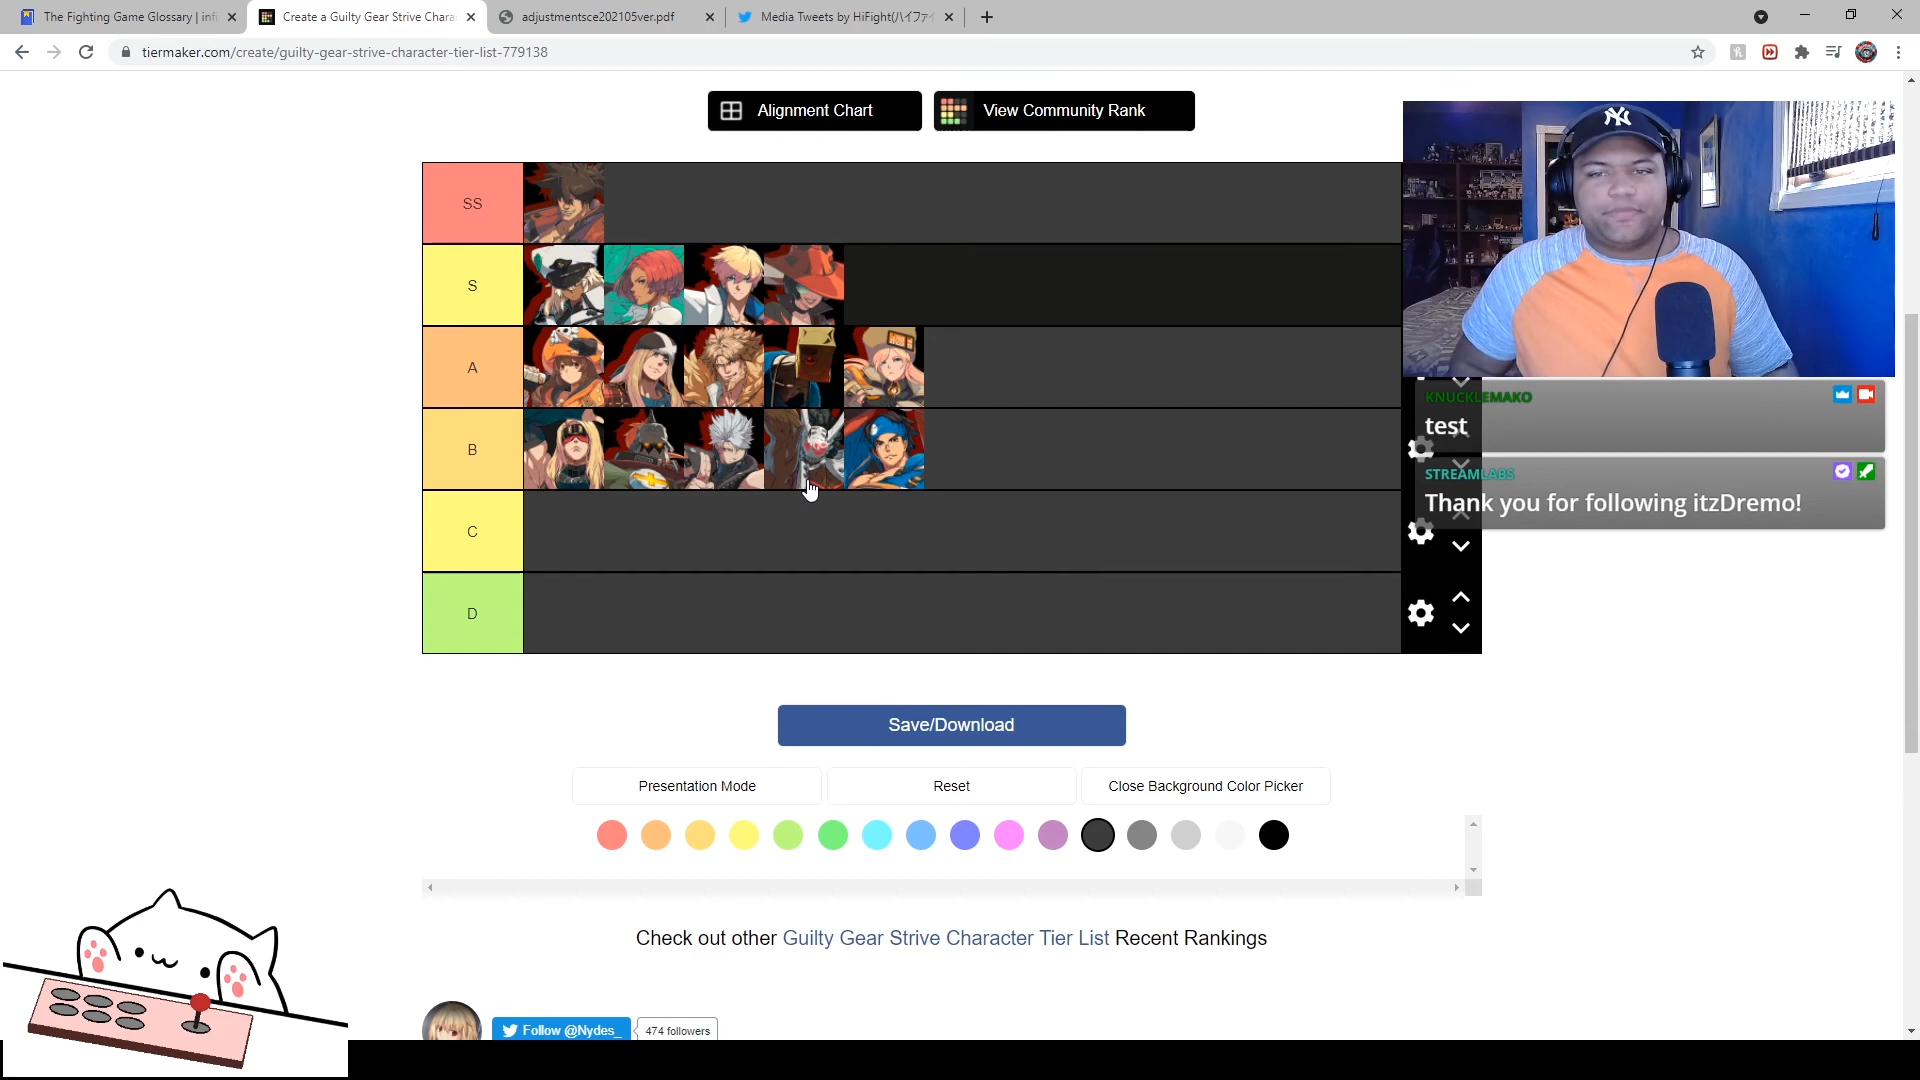 The Fighting Game Glossary | infi
Create a Guilty Gear Strive Chara
adjustmentsce202105ver.pdf
Media Tweets by HiFight(ハイファイ
tiermaker.com/create/guilty-gear-strive-character-tier-list-779138
Alignment Chart
View Community Rank
SS
S
A
B
C
D
KNUCKLEMAKO
test
STREAMLABS
Thank you for following itzDremo!
Save/Download
Presentation Mode
Reset
Close Background Color Picker
Check out other Guilty Gear Strive Character Tier List Recent Rankings
Follow @Nydes_
474 followers